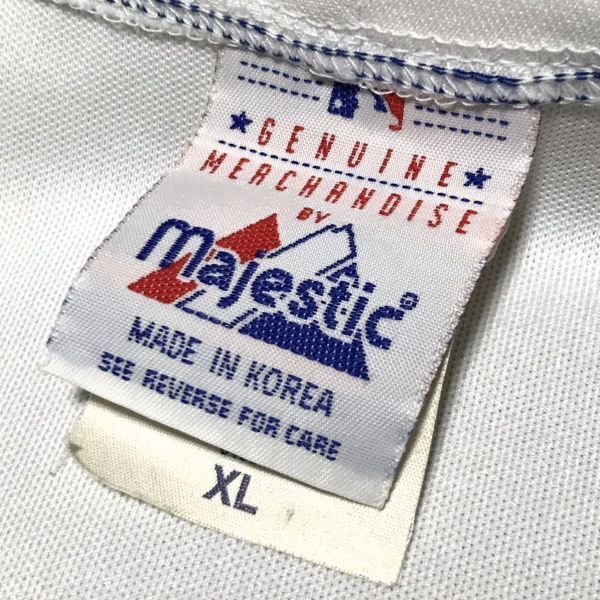 GENUINE
MERCHANDISE
BY
majestic®
MADE IN KOREA
SEE REVERSE FOR CARE
XL